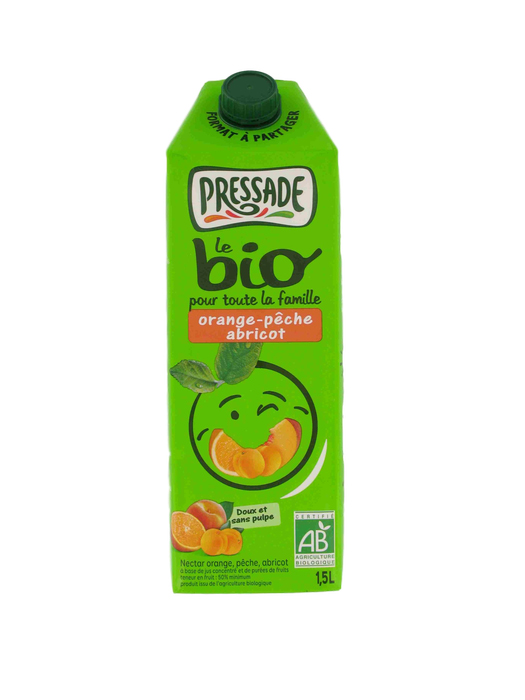 FORMAT À PARTAGER
PRESSADE
le
bio
pour toute la famille
orange-pêche
abricot
Doux et
sans pulpe
CERTIFIÉ
AB
AGRICULTURE
BIOLOGIQUE
Nectar orange, pêche, abricot
à base de jus concentré et de purées de fruits
teneur en fruit : 50% minimum
produit issu de l'agriculture biologique
1,5L